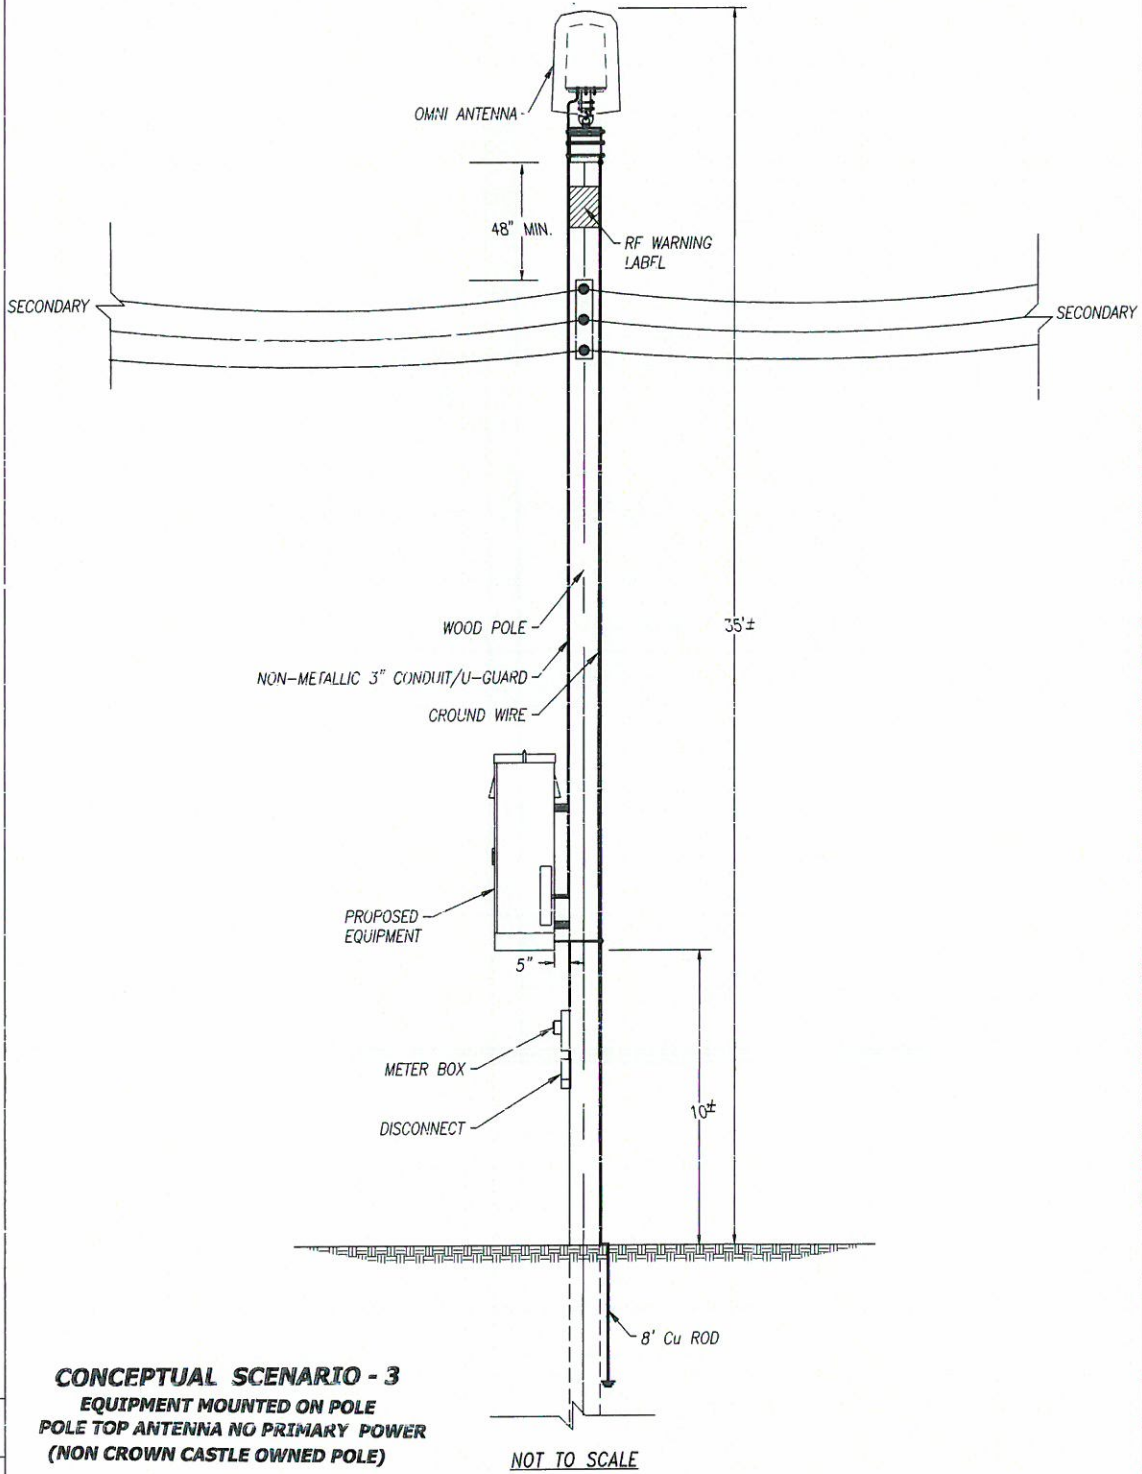 OMNI ANTENNA
48" MIN.
RF WARNING
LABEL
SECONDARY
SECONDARY
WOOD POLE
35'±
NON-METALLIC 3" CONDUIT/U-GUARD
GROUND WIRE
PROPOSED
EQUIPMENT
5"
METER BOX
10±
DISCONNECT
8' Cu ROD
CONCEPTUAL SCENARIO - 3
EQUIPMENT MOUNTED ON POLE
POLE TOP ANTENNA NO PRIMARY POWER
(NON CROWN CASTLE OWNED POLE)
NOT TO SCALE